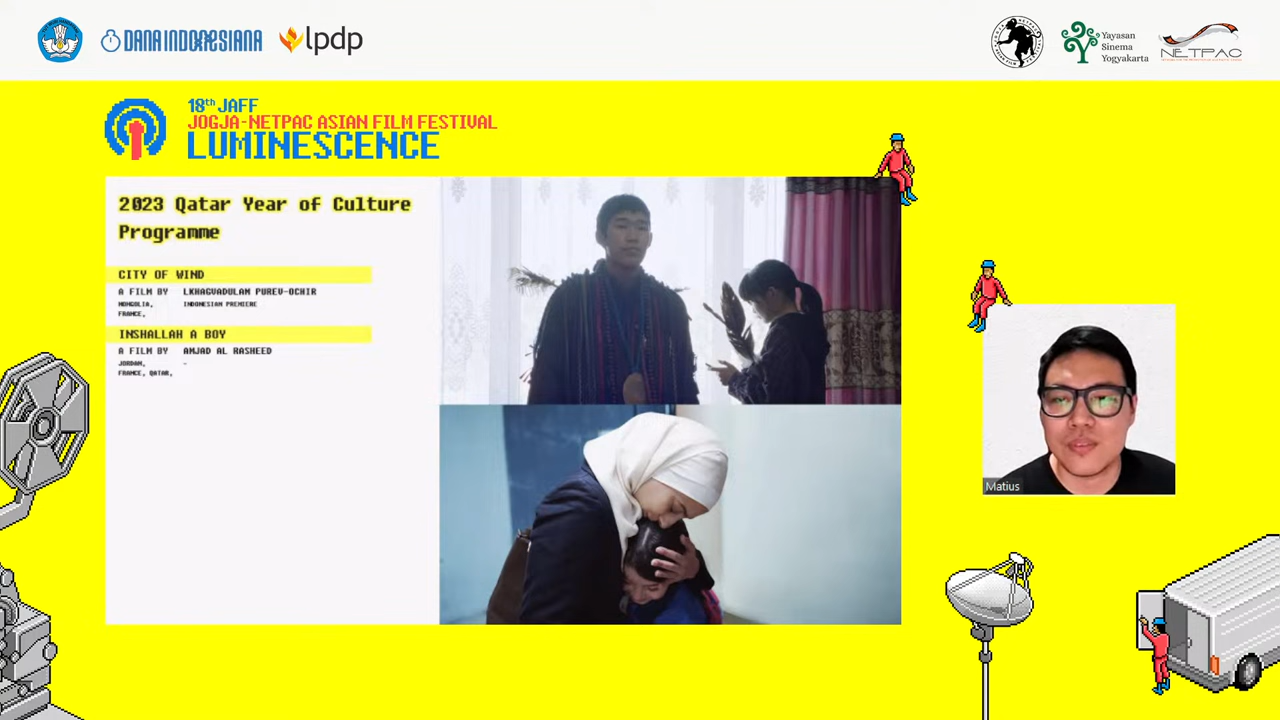 DANA INDONESIANA
lpdp
Yayasan
Sinema
Yogyakarta
NETPAC
18th JAFF
JOGJA-NETPAC ASIAN FILM FESTIVAL
LUMINESCENCE
2023 Qatar Year of Culture
Programme
CITY OF WIND
A FILM BY LKHAGVADULAM PUREV-OCHIR
MONGOLIA, INDONESIAN PREMIERE
FRANCE,
INSHALLAH A BOY
A FILM BY AMJAD AL RASHEED
JORDAN, -
FRANCE, QATAR,
Matius